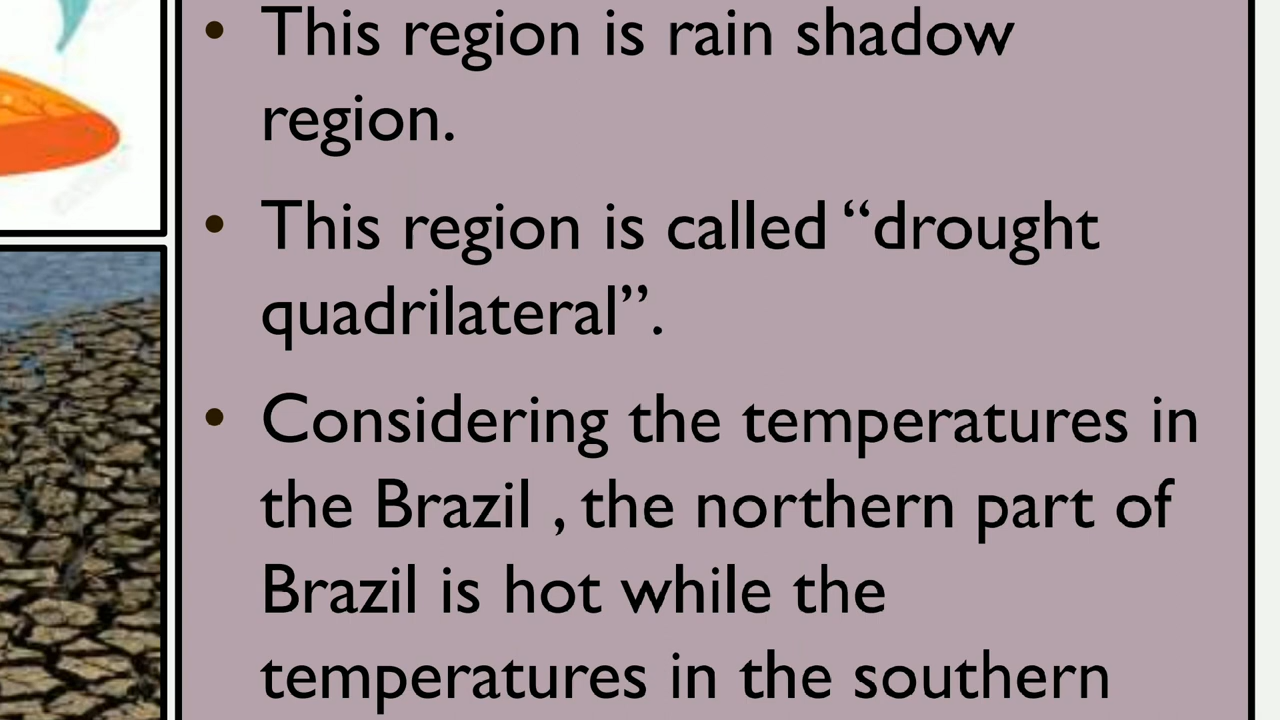 • This region is rain shadow
region.
• This region is called “drought
quadrilateral”.
• Considering the temperatures in
the Brazil , the northern part of
Brazil is hot while the
temperatures in the southern